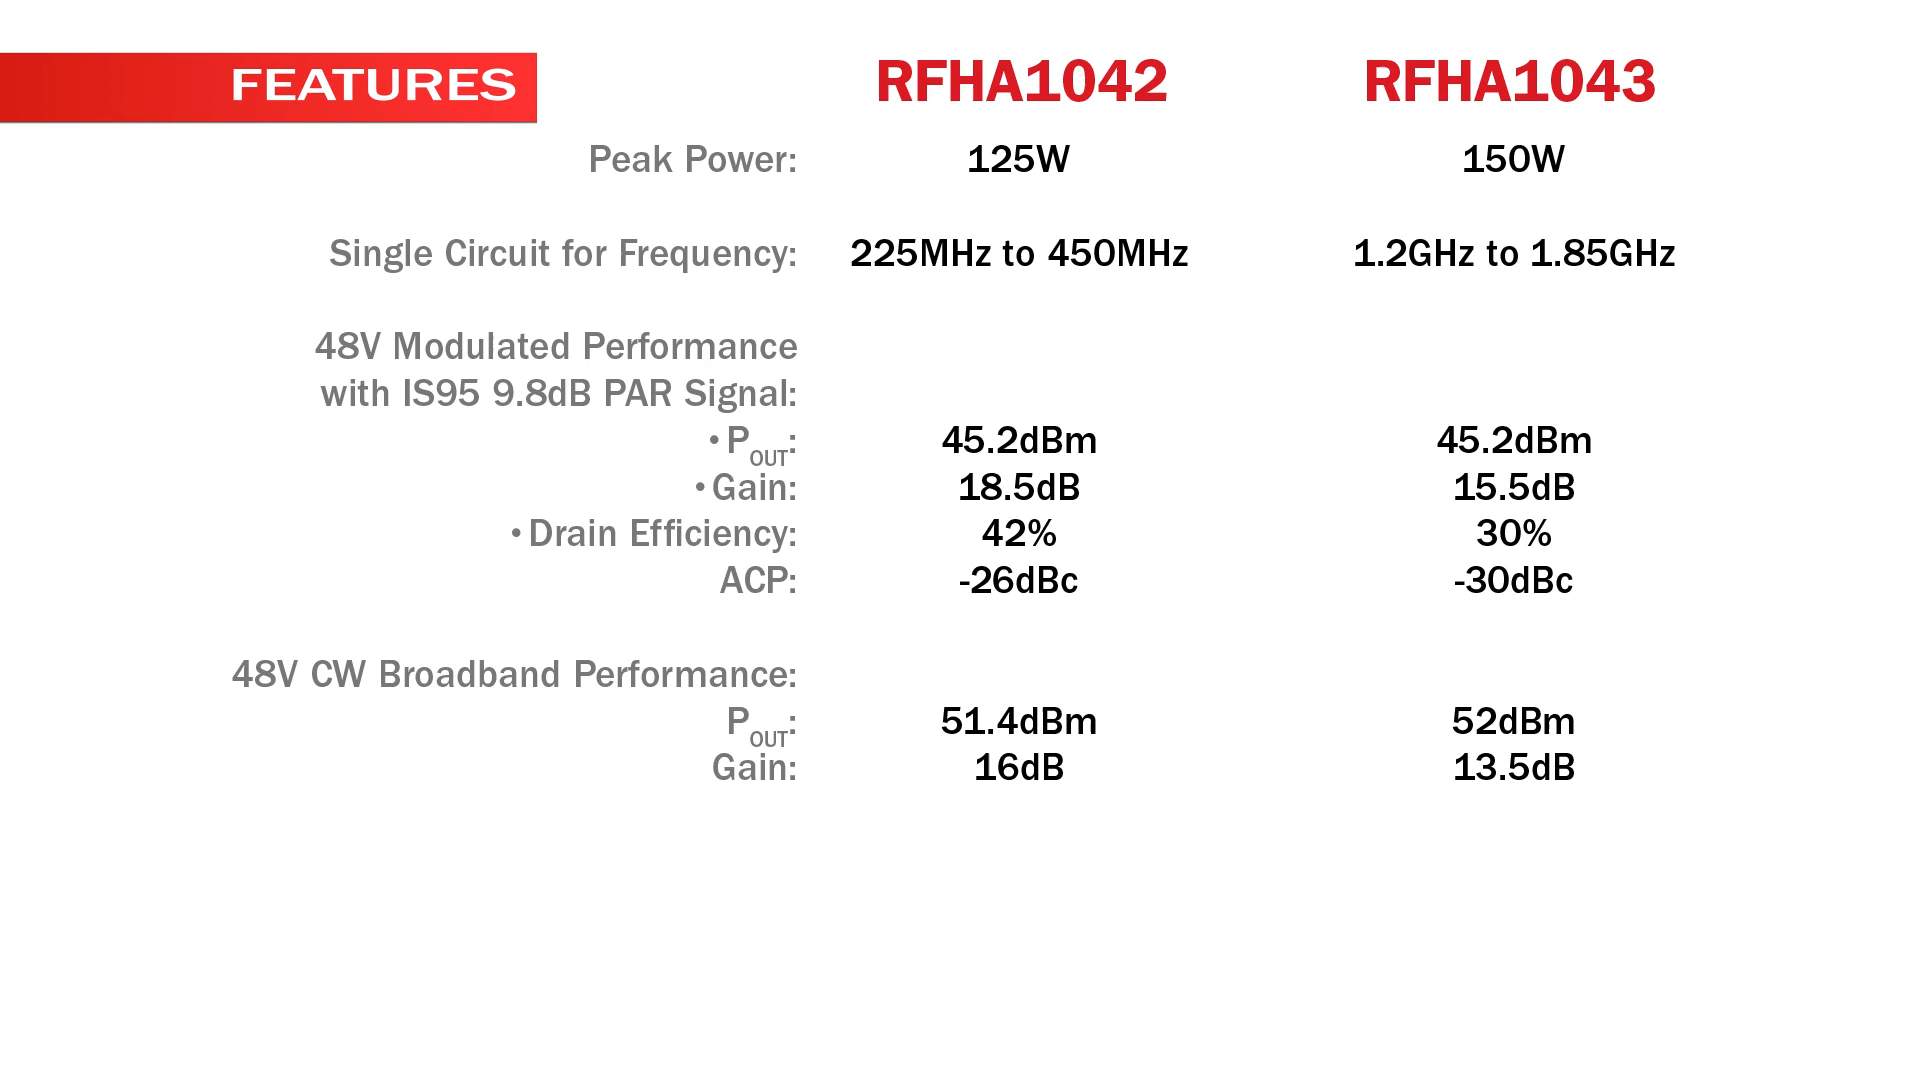 FEATURES RFHA1042 RFHA1043
Peak Power: 125W 150W
Single Circuit for Frequency: 225MHz to 450MHz 1.2GHz to 1.85GHz
48V Modulated Performance
with IS95 9.8dB PAR Signal:
• POUT: 45.2dBm 45.2dBm
• Gain: 18.5dB 15.5dB
• Drain Efficiency: 42% 30%
ACP: -26dBc -30dBc
48V CW Broadband Performance:
POUT: 51.4dBm 52dBm
Gain: 16dB 13.5dB